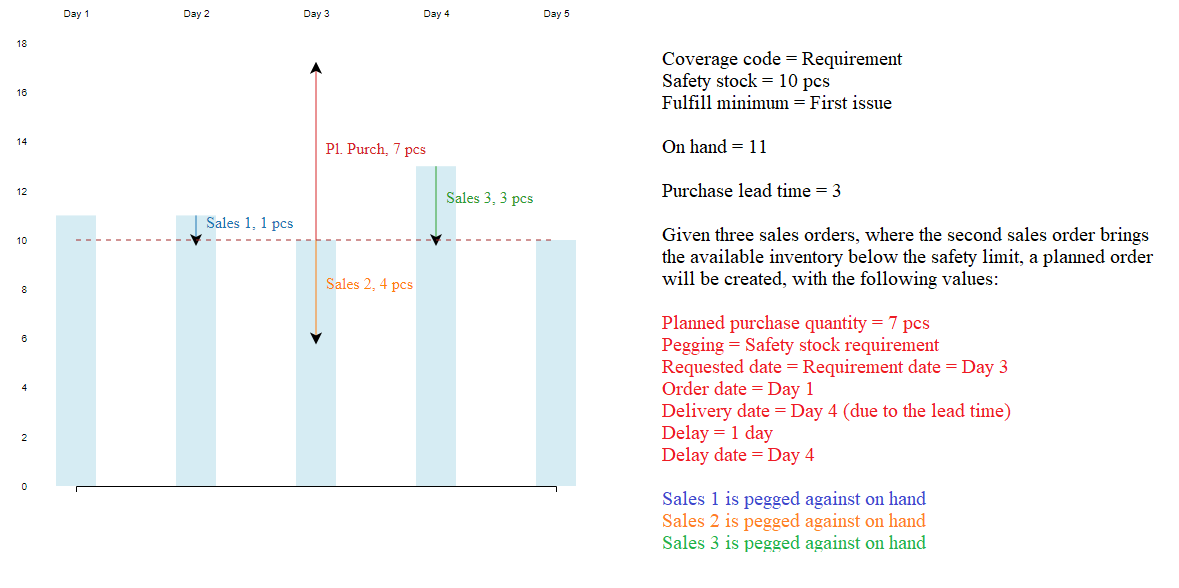 Day 1 Day 2 Day 3 Day 4 Day 5
18
16
14
12
10
8
6
4
2
0
Pl. Purch, 7 pcs
Sales 3, 3 pcs
Sales 1, 1 pcs
Sales 2, 4 pcs
Coverage code = Requirement
Safety stock = 10 pcs
Fulfill minimum = First issue
On hand = 11
Purchase lead time = 3
Given three sales orders, where the second sales order brings
the available inventory below the safety limit, a planned order
will be created, with the following values:
Planned purchase quantity = 7 pcs
Pegging = Safety stock requirement
Requested date = Requirement date = Day 3
Order date = Day 1
Delivery date = Day 4 (due to the lead time)
Delay = 1 day
Delay date = Day 4
Sales 1 is pegged against on hand
Sales 2 is pegged against on hand
Sales 3 is pegged against on hand